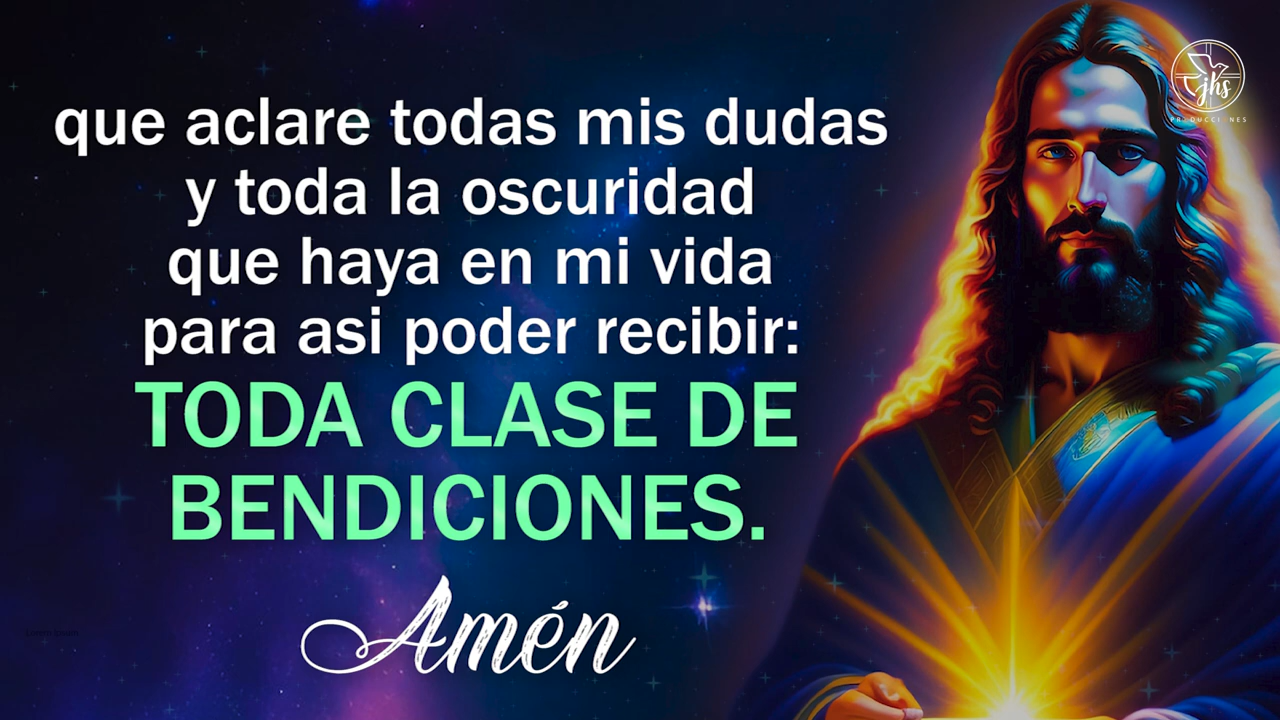 que aclare todas mis dudas
y toda la oscuridad
que haya en mi vida
para asi poder recibir:
TODA CLASE DE
BENDICIONES.
Amén
jhs